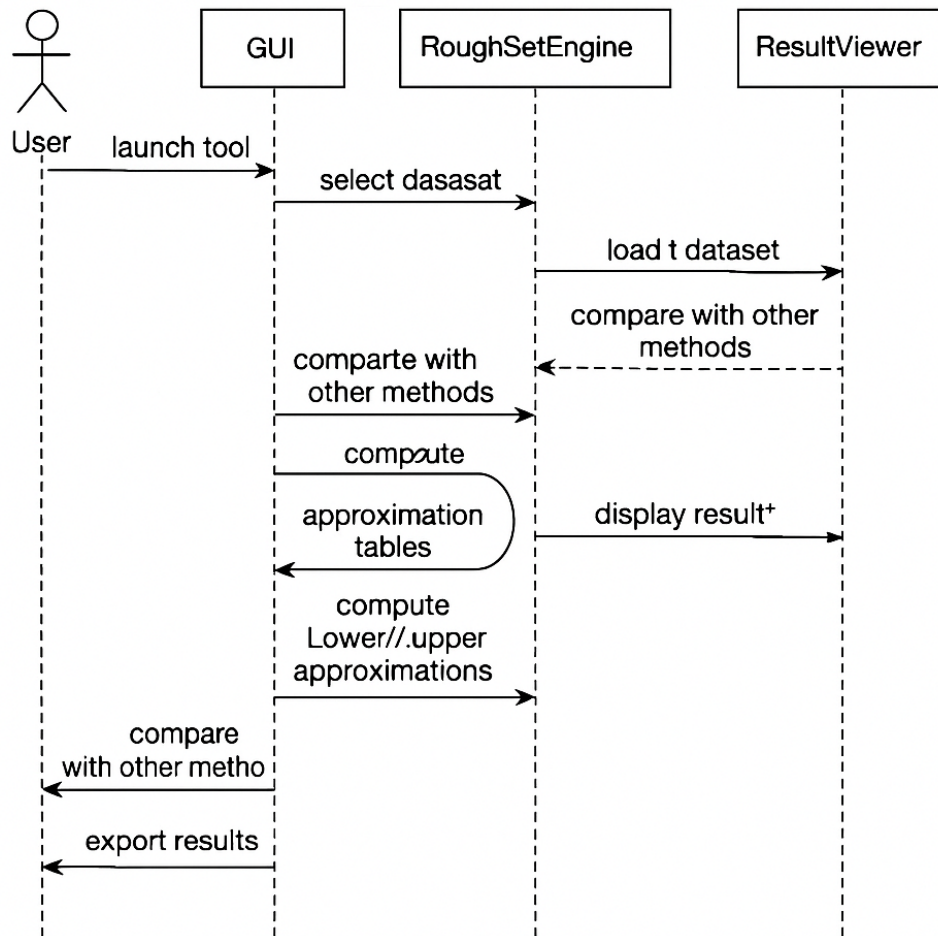 GUI
RoughSetEngine
ResultViewer
User
launch tool
select dasasat
load t dataset
compare with other
methods
comparte with
other methods
compute
approximation
tables
display result⁺
compute
Lower//.upper
approximations
compare
with other metho
export results